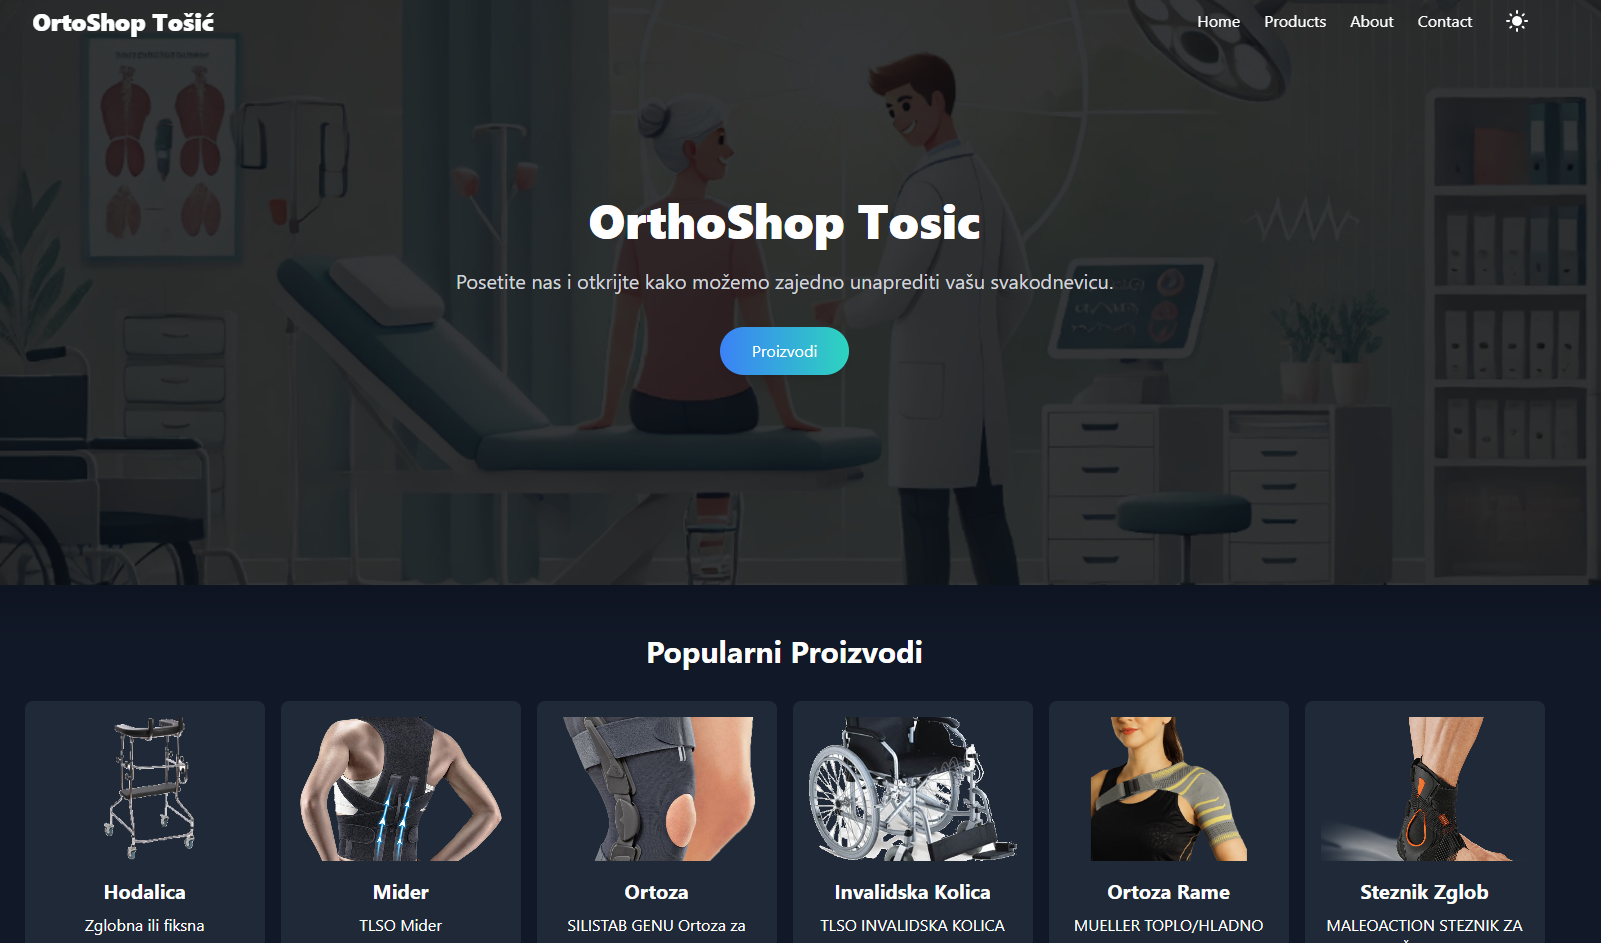 OrtoShop Tošić
Home Products About Contact
OrthoShop Tosic
Posetite nas i otkrijte kako možemo zajedno unaprediti vašu svakodnevicu.
Proizvodi
Popularni Proizvodi
Hodalica
Zglobna ili fiksna
Mider
TLSO Mider
Ortoza
SILISTAB GENU Ortoza za
Invalidska Kolica
TLSO INVALIDSKA KOLICA
Ortoza Rame
MUELLER TOPLO/HLADNO
Steznik Zglob
MALEOACTION STEZNIK ZA